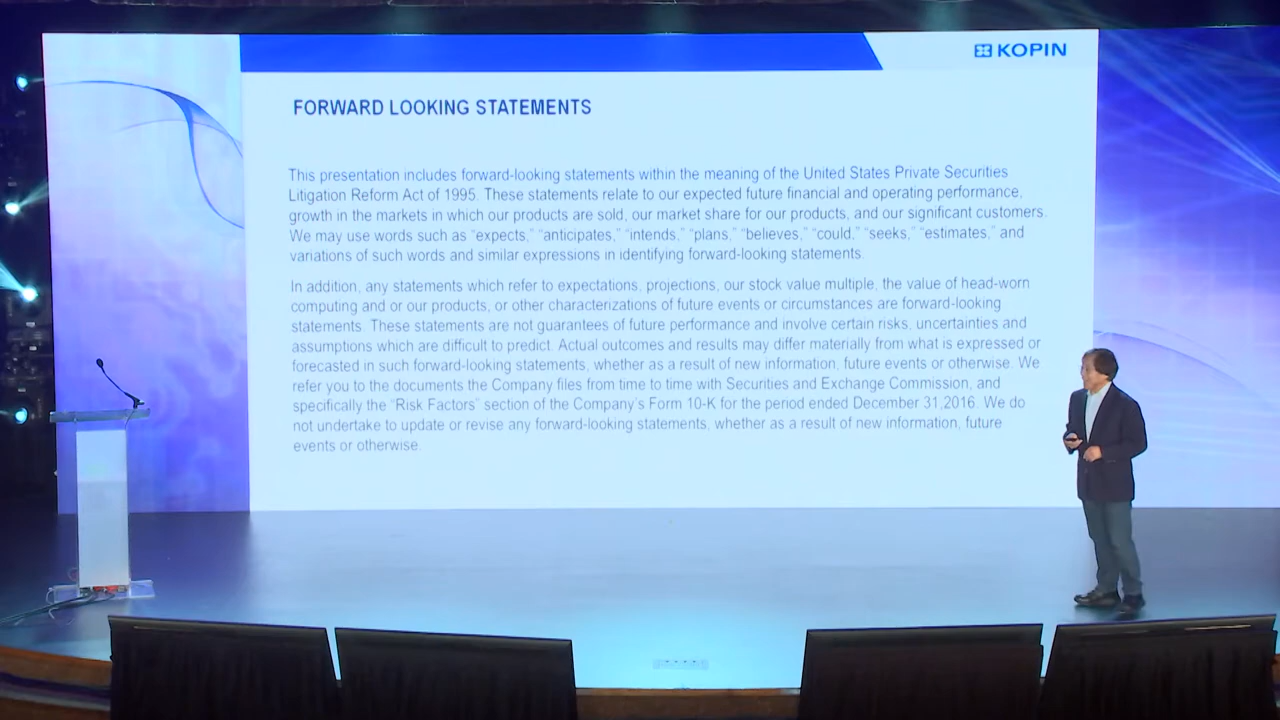 KOPIN
FORWARD LOOKING STATEMENTS
This presentation includes forward-looking statements within the meaning of the United States Private Securities
Litigation Reform Act of 1995. These statements relate to our expected future financial and operating performance,
growth in the markets in which our products are sold, our market share for our products, and our significant customers.
We may use words such as “expects,” “anticipates,” “intends,” “plans,” “believes,” “could,” “seeks,” “estimates,” and
variations of such words and similar expressions in identifying forward-looking statements.
In addition, any statements which refer to expectations, projections, our stock value multiple, the value of head-worn
computing and or our products, or other characterizations of future events or circumstances are forward-looking
statements. These statements are not guarantees of future performance and involve certain risks, uncertainties and
assumptions which are difficult to predict. Actual outcomes and results may differ materially from what is expressed or
forecasted in such forward-looking statements, whether as a result of new information, future events or otherwise. We
refer you to the documents the Company files from time to time with Securities and Exchange Commission, and
specifically the “Risk Factors” section of the Company’s Form 10-K for the period ended December 31,2016. We do
not undertake to update or revise any forward-looking statements, whether as a result of new information, future
events or otherwise.